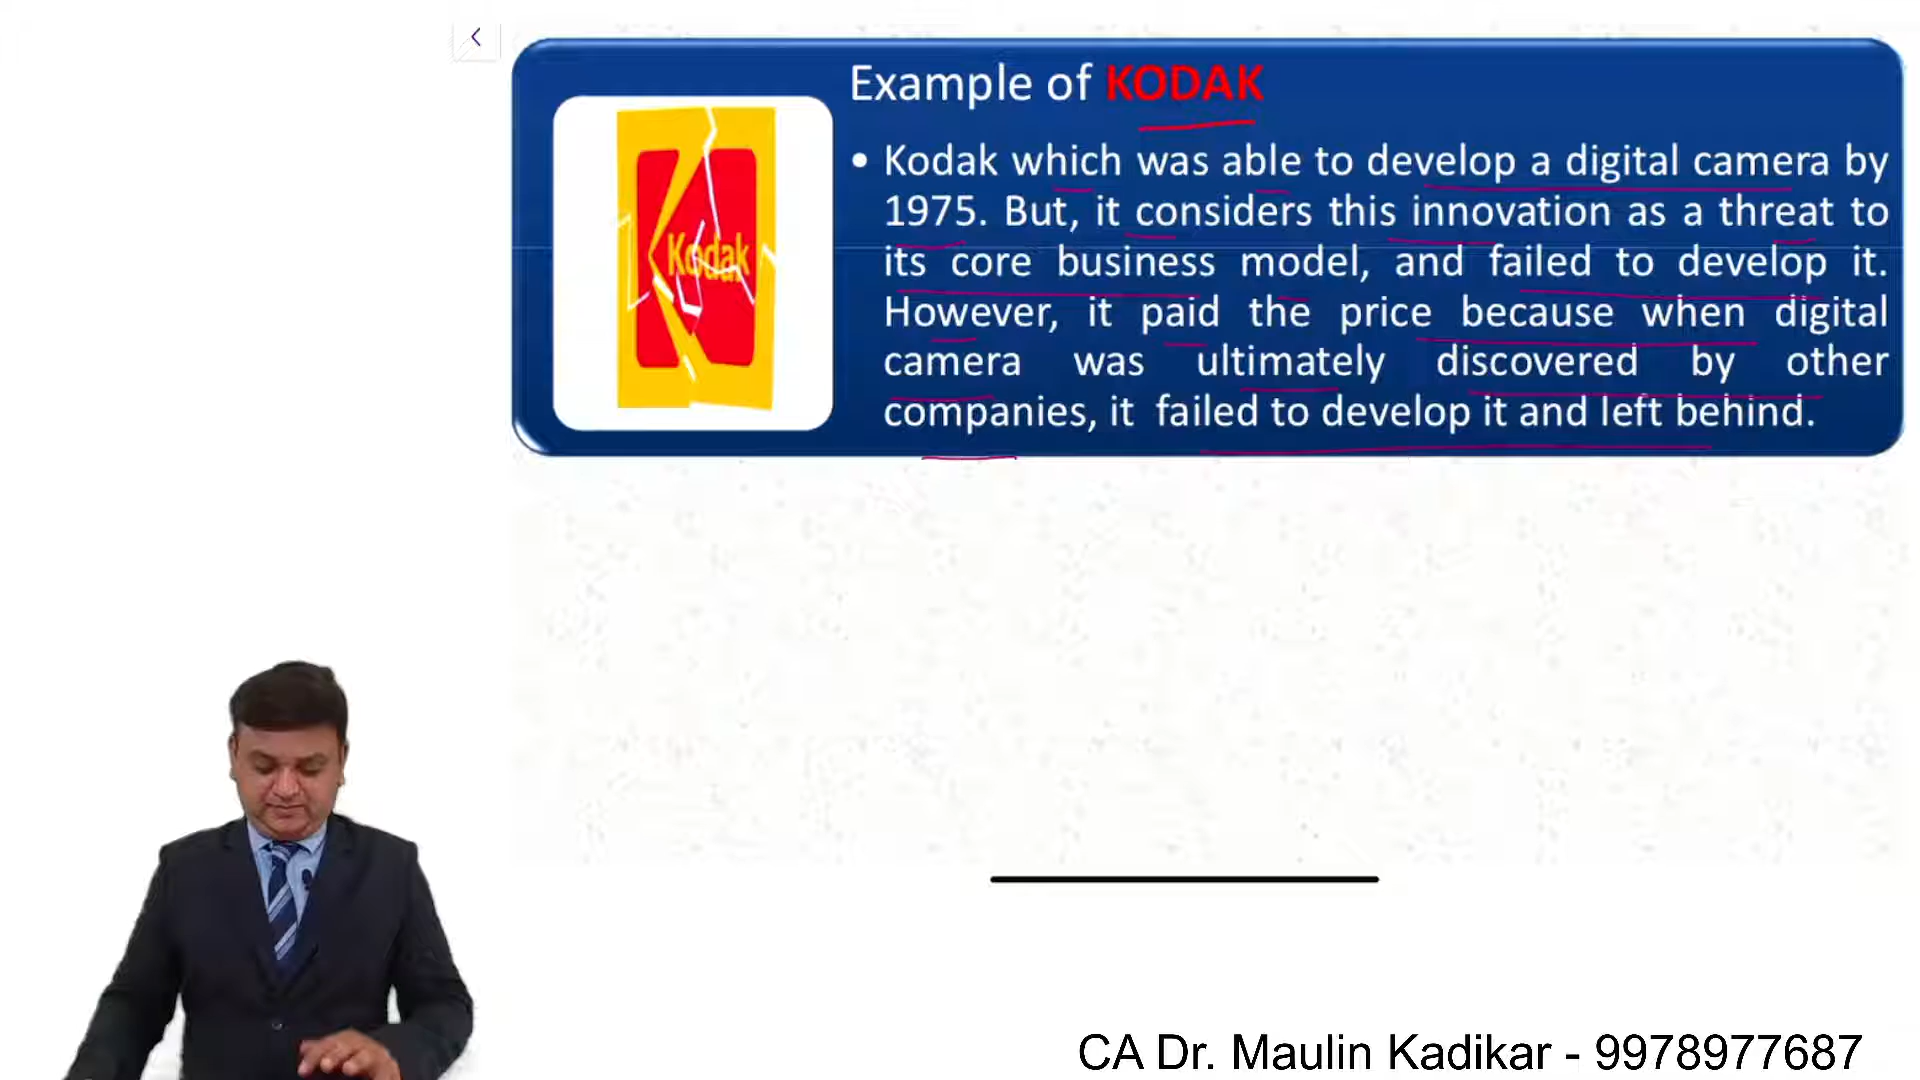 Example of KODAK
• Kodak which was able to develop a digital camera by
1975. But, it considers this innovation as a threat to
its core business model, and failed to develop it.
However, it paid the price because when digital
camera was ultimately discovered by other
companies, it failed to develop it and left behind.
Kodak
CA Dr. Maulin Kadikar - 9978977687